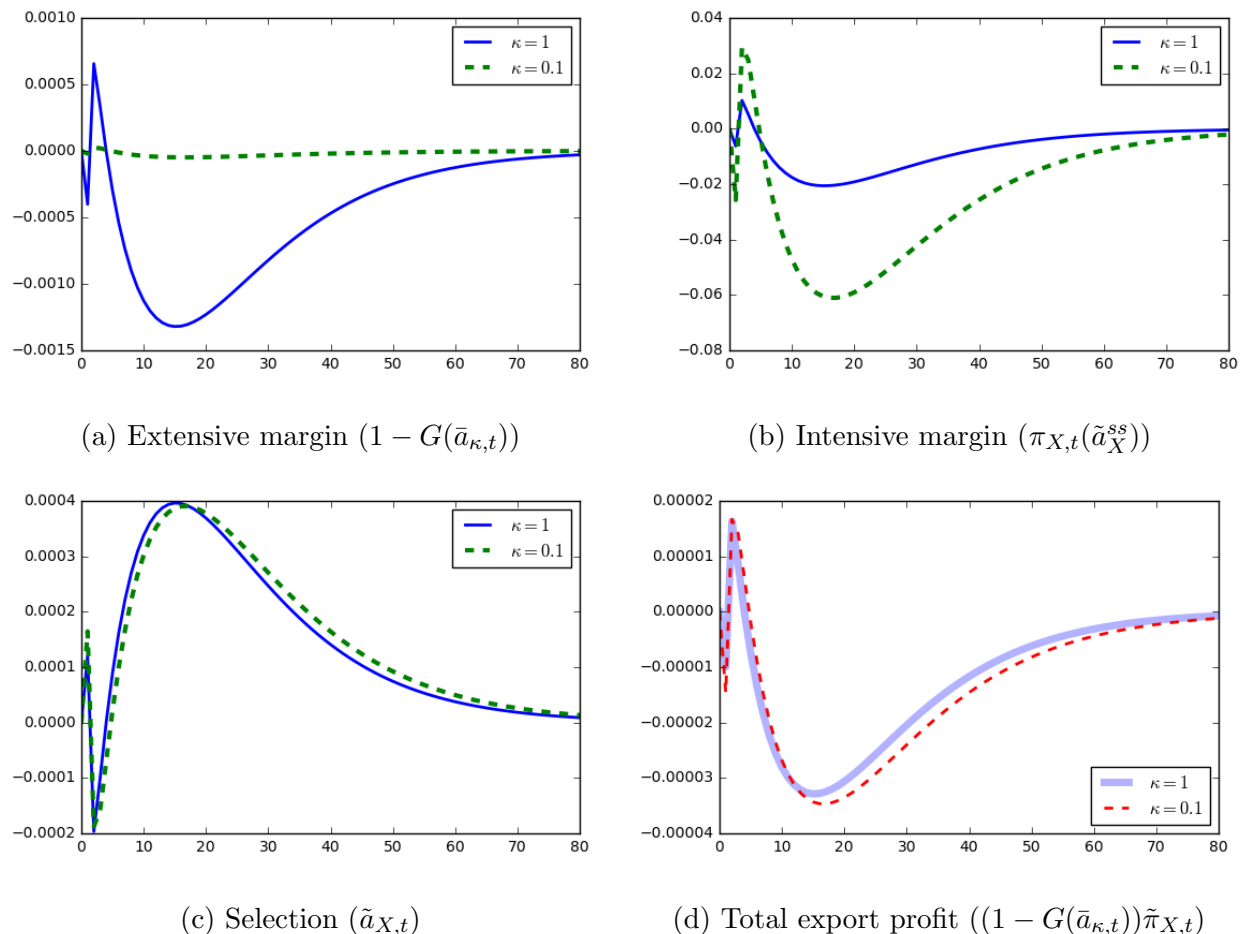 0.0010
0.0005
0.0000
−0.0005
−0.0010
−0.0015
0 10 20 30 40 50 60 70 80
κ = 1
κ = 0.1
(a) Extensive margin (1 − G(ā_{κ,t}))
0.04
0.02
0.00
−0.02
−0.04
−0.06
−0.08
0 10 20 30 40 50 60 70 80
κ = 1
κ = 0.1
(b) Intensive margin (π_{X,t}(ã_X^{ss}))
0.0004
0.0003
0.0002
0.0001
0.0000
−0.0001
−0.0002
0 10 20 30 40 50 60 70 80
κ = 1
κ = 0.1
(c) Selection (ã_{X,t})
0.00002
0.00001
0.00000
−0.00001
−0.00002
−0.00003
−0.00004
0 10 20 30 40 50 60 70 80
κ = 1
κ = 0.1
(d) Total export profit ((1 − G(ā_{κ,t}))π̃_{X,t})